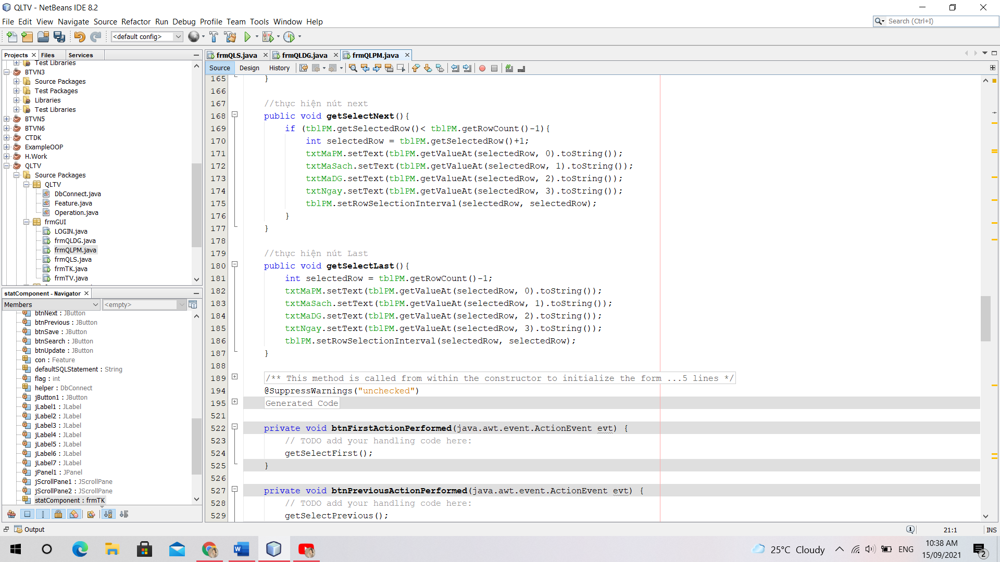 QLTV - NetBeans IDE 8.2
File Edit View Navigate Source Refactor Run Debug Profile Team Tools Window Help
Search (Ctrl+I)
<default config>
Projects Files Services
Test Libraries
BTVN3
Source Packages
Test Packages
Libraries
Test Libraries
BTVN5
BTVN6
CTDK
ExampleOOP
H.Work
QLTV
Source Packages
QLTV
DbConnect.java
Feature.java
Operation.java
frmGUI
LOGIN.java
frmQLDG.java
frmQLPM.java
frmQLS.java
frmTK.java
frmTV.java
statComponent - Navigator
Members <empty>
btnNext : JButton
btnPrevious : JButton
btnSave : JButton
btnSearch : JButton
btnUpdate : JButton
con : Feature
defaultSQLStatement : String
flag : int
helper : DbConnect
jButton1 : JButton
jLabel1 : JLabel
jLabel2 : JLabel
jLabel3 : JLabel
jLabel4 : JLabel
jLabel5 : JLabel
jLabel6 : JLabel
jLabel7 : JLabel
jPanel1 : JPanel
jScrollPane1 : JScrollPane
jScrollPane2 : JScrollPane
statComponent : frmTK
frmQLS.java frmQLDG.java frmQLPM.java
Source Design History
165 }
166
167 //thực hiện nút next
168 public void getSelectNext(){
169 if (tblPM.getSelectedRow()< tblPM.getRowCount()-1){
170 int selectedRow = tblPM.getSelectedRow()+1;
171 txtMaPM.setText(tblPM.getValueAt(selectedRow, 0).toString());
172 txtMaSach.setText(tblPM.getValueAt(selectedRow, 1).toString());
173 txtMaDG.setText(tblPM.getValueAt(selectedRow, 2).toString());
174 txtNgay.setText(tblPM.getValueAt(selectedRow, 3).toString());
175 tblPM.setRowSelectionInterval(selectedRow, selectedRow);
176 }
177 }
178
179 //thực hiện nút Last
180 public void getSelectLast(){
181 int selectedRow = tblPM.getRowCount()-1;
182 txtMaPM.setText(tblPM.getValueAt(selectedRow, 0).toString());
183 txtMaSach.setText(tblPM.getValueAt(selectedRow, 1).toString());
184 txtMaDG.setText(tblPM.getValueAt(selectedRow, 2).toString());
185 txtNgay.setText(tblPM.getValueAt(selectedRow, 3).toString());
186 tblPM.setRowSelectionInterval(selectedRow, selectedRow);
187 }
188
189 /** This method is called from within the constructor to initialize the form ...5 lines */
194 @SuppressWarnings("unchecked")
195 Generated Code
521
522 private void btnFirstActionPerformed(java.awt.event.ActionEvent evt) {
523 // TODO add your handling code here:
524 getSelectFirst();
525 }
526
527 private void btnPreviousActionPerformed(java.awt.event.ActionEvent evt) {
528 // TODO add your handling code here:
529 getSelectPrevious();
Output
1
21:1 INS
25°C Cloudy
ENG
10:38 AM
15/09/2021
2